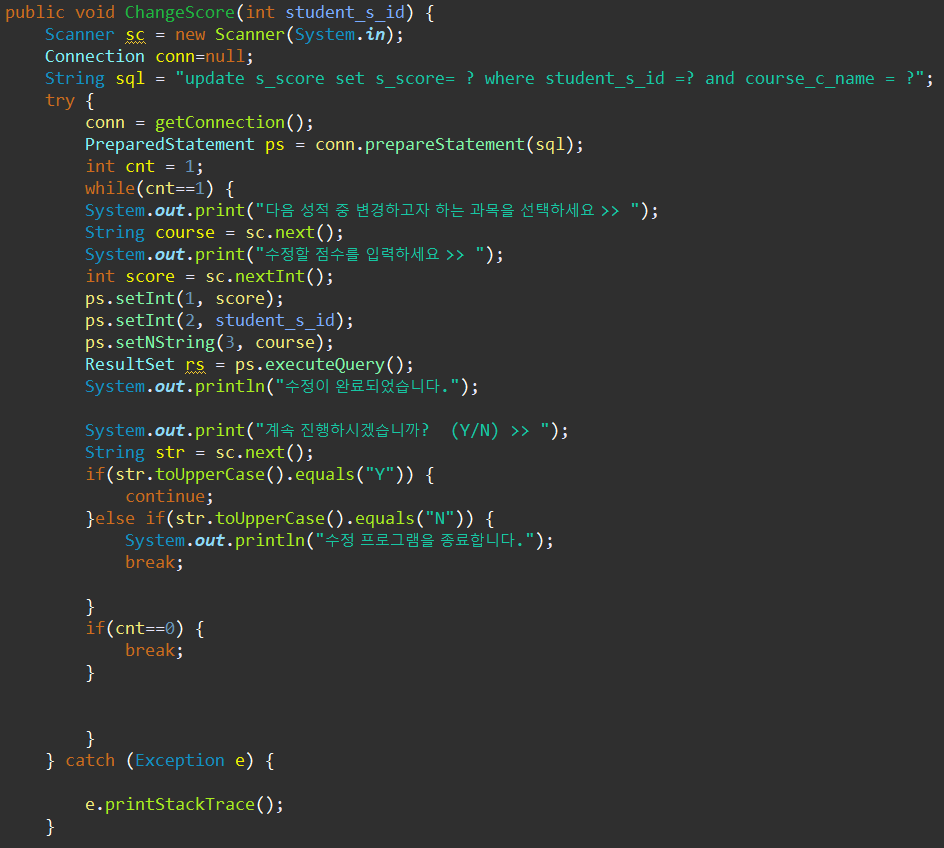 public void ChangeScore(int student_s_id) {
Scanner sc = new Scanner(System.in);
Connection conn=null;
String sql = "update s_score set s_score= ? where student_s_id =? and course_c_name = ?";
try {
conn = getConnection();
PreparedStatement ps = conn.prepareStatement(sql);
int cnt = 1;
while(cnt==1) {
System.out.print("다음 성적 중 변경하고자 하는 과목을 선택하세요 >> ");
String course = sc.next();
System.out.print("수정할 점수를 입력하세요 >> ");
int score = sc.nextInt();
ps.setInt(1, score);
ps.setInt(2, student_s_id);
ps.setNString(3, course);
ResultSet rs = ps.executeQuery();
System.out.println("수정이 완료되었습니다.");
System.out.print("계속 진행하시겠습니까?  (Y/N) >> ");
String str = sc.next();
if(str.toUpperCase().equals("Y")) {
continue;
}else if(str.toUpperCase().equals("N")) {
System.out.println("수정 프로그램을 종료합니다.");
break;
}
if(cnt==0) {
break;
}
}
} catch (Exception e) {
e.printStackTrace();
}